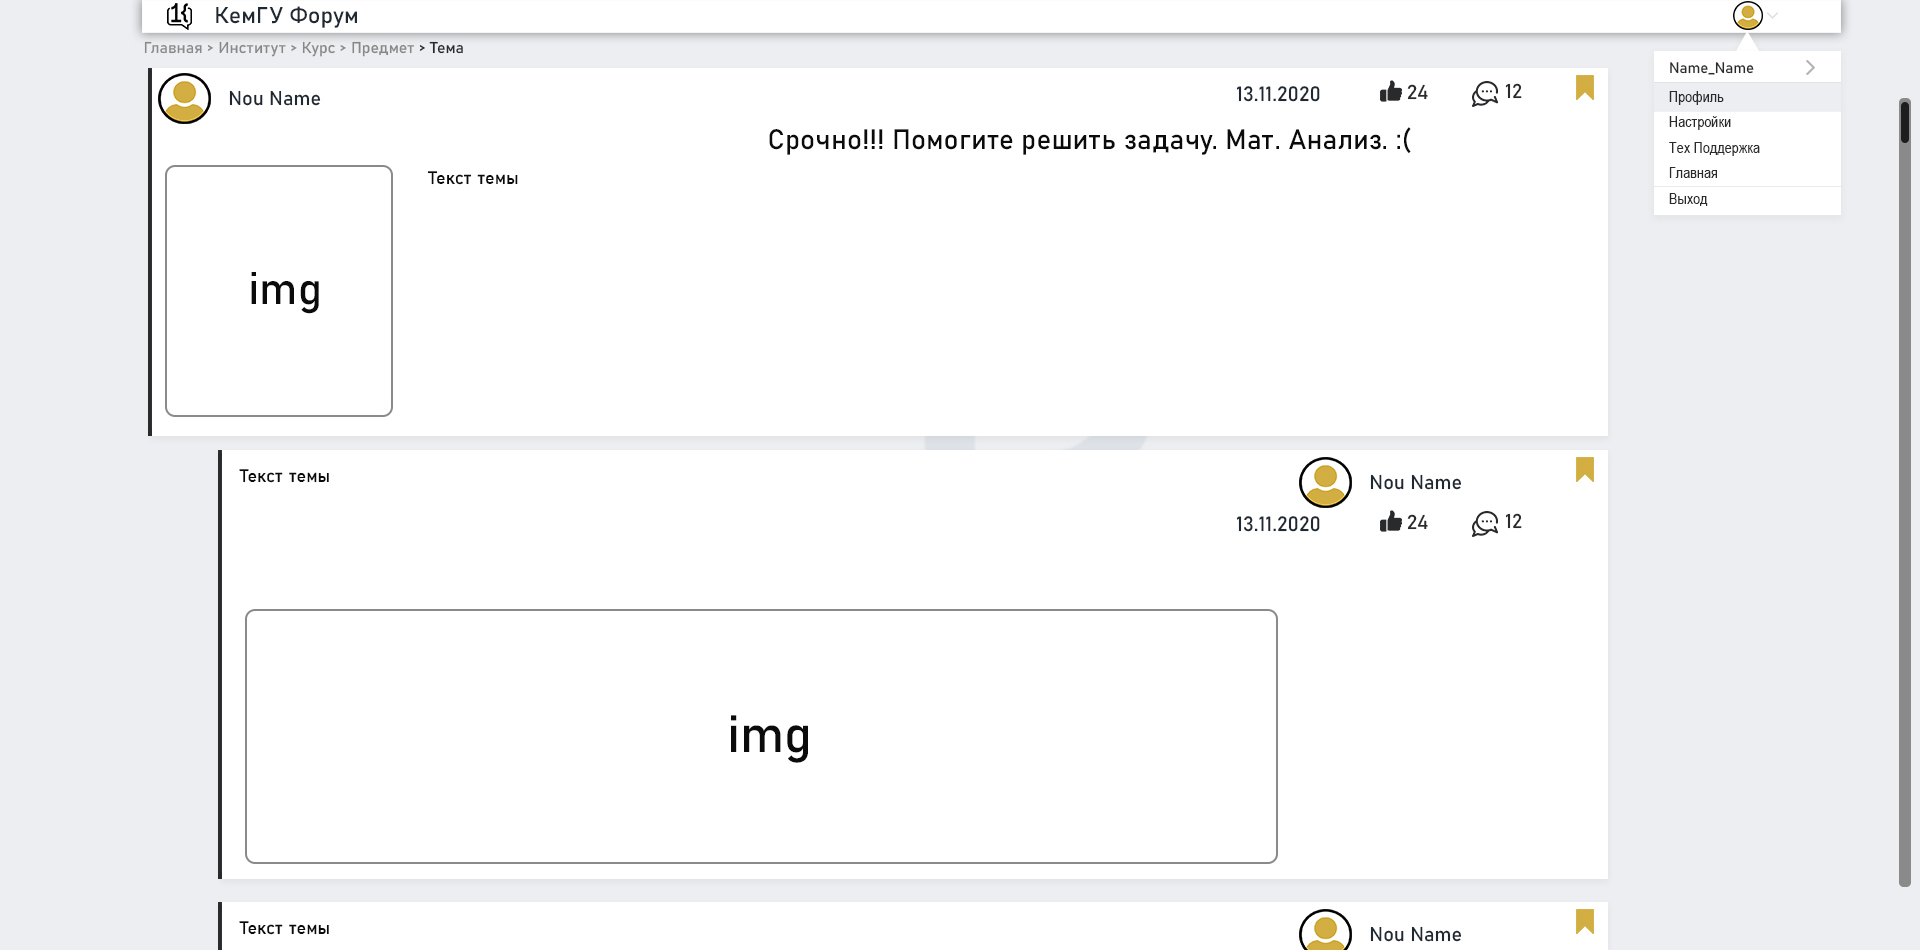 КемГУ Форум
Главная > Институт > Курс > Предмет > Тема
Name_Name
Профиль
Настройки
Тех Поддержка
Главная
Выход
Nou Name
13.11.2020 24 12
Срочно!!! Помогите решить задачу. Мат. Анализ. :(
Текст темы
img
Текст темы
Nou Name
13.11.2020 24 12
img
Текст темы
Nou Name